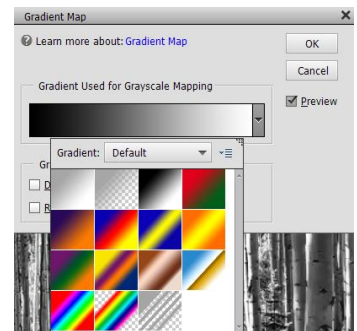 Gradient Map
Learn more about: Gradient Map
OK
Cancel
Preview
Gradient Used for Grayscale Mapping
Gradient: Default
Gr
D
R